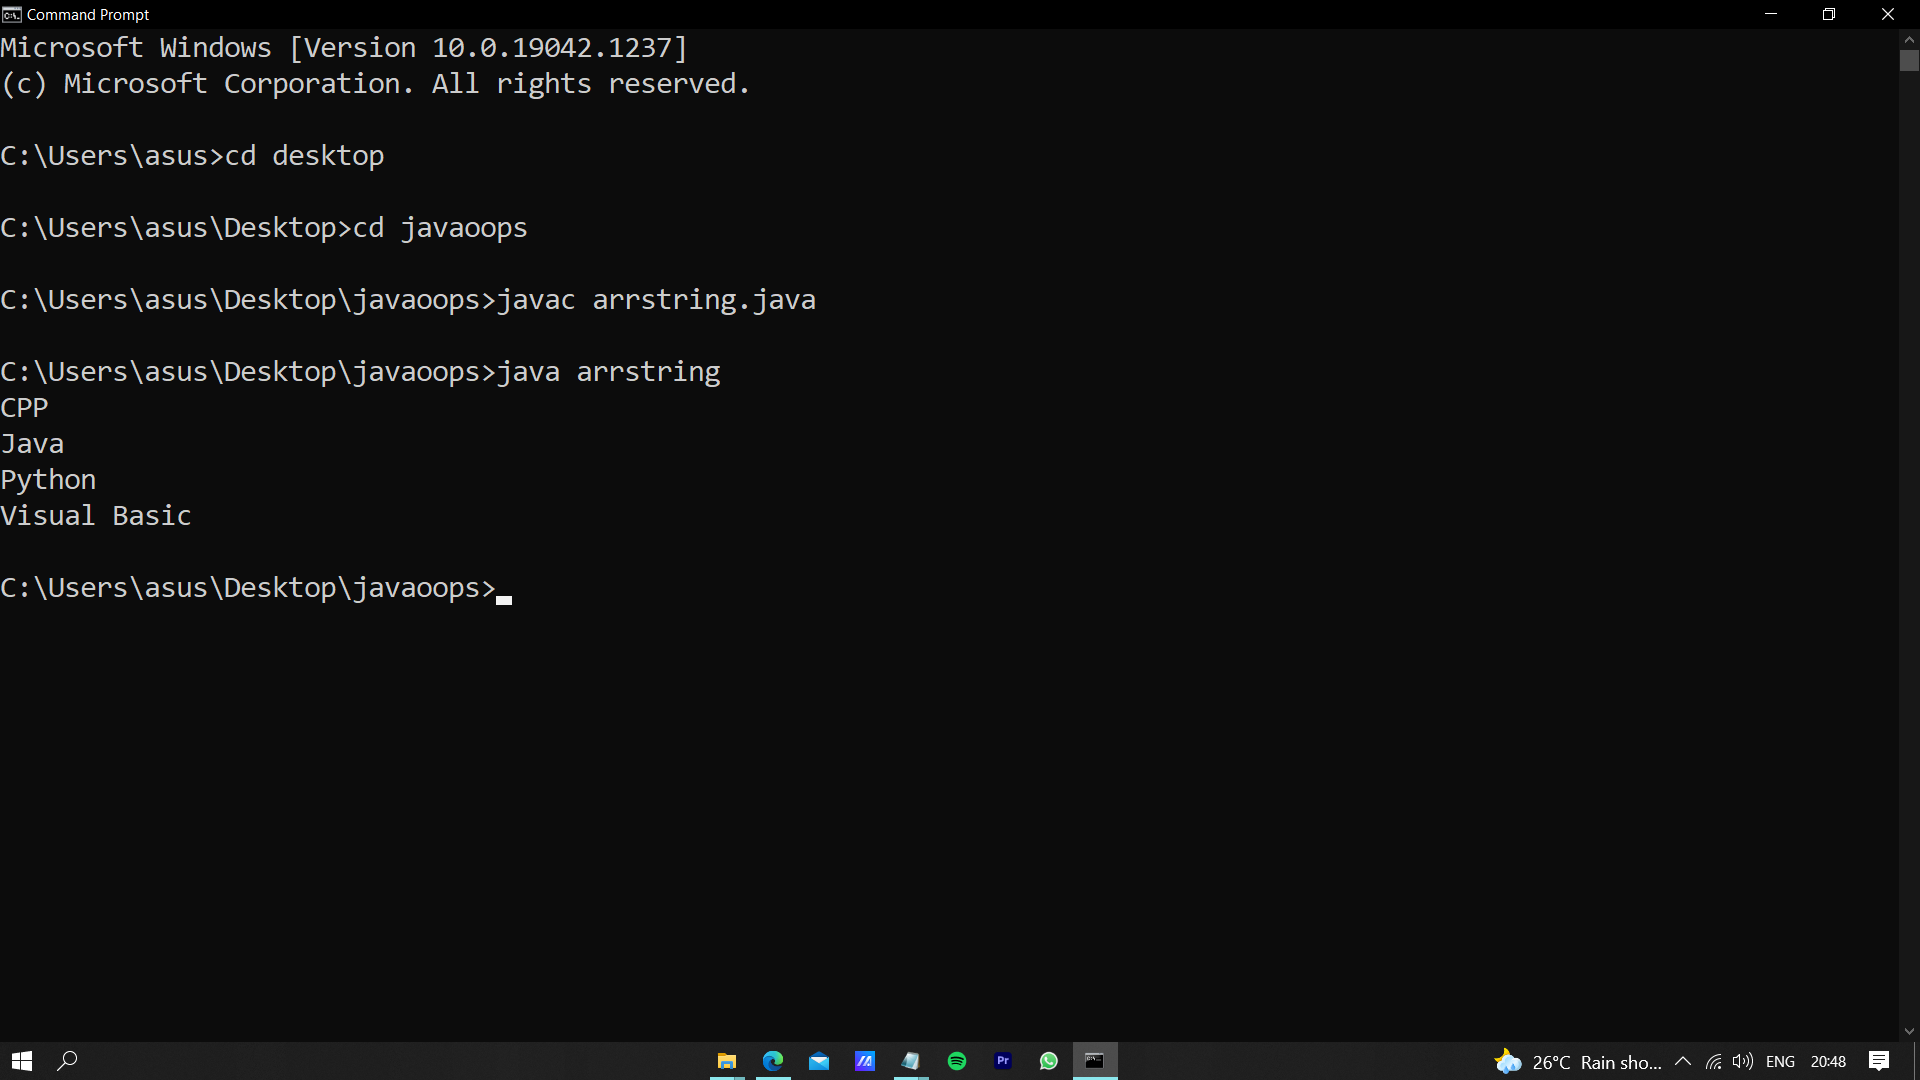 Command Prompt
Microsoft Windows [Version 10.0.19042.1237]
(c) Microsoft Corporation. All rights reserved.
C:\Users\asus>cd desktop
C:\Users\asus\Desktop>cd javaoops
C:\Users\asus\Desktop\javaoops>javac arrstring.java
C:\Users\asus\Desktop\javaoops>java arrstring
CPP
Java
Python
Visual Basic
C:\Users\asus\Desktop\javaoops>
Pr
26°C Rain sho... ENG 20:48